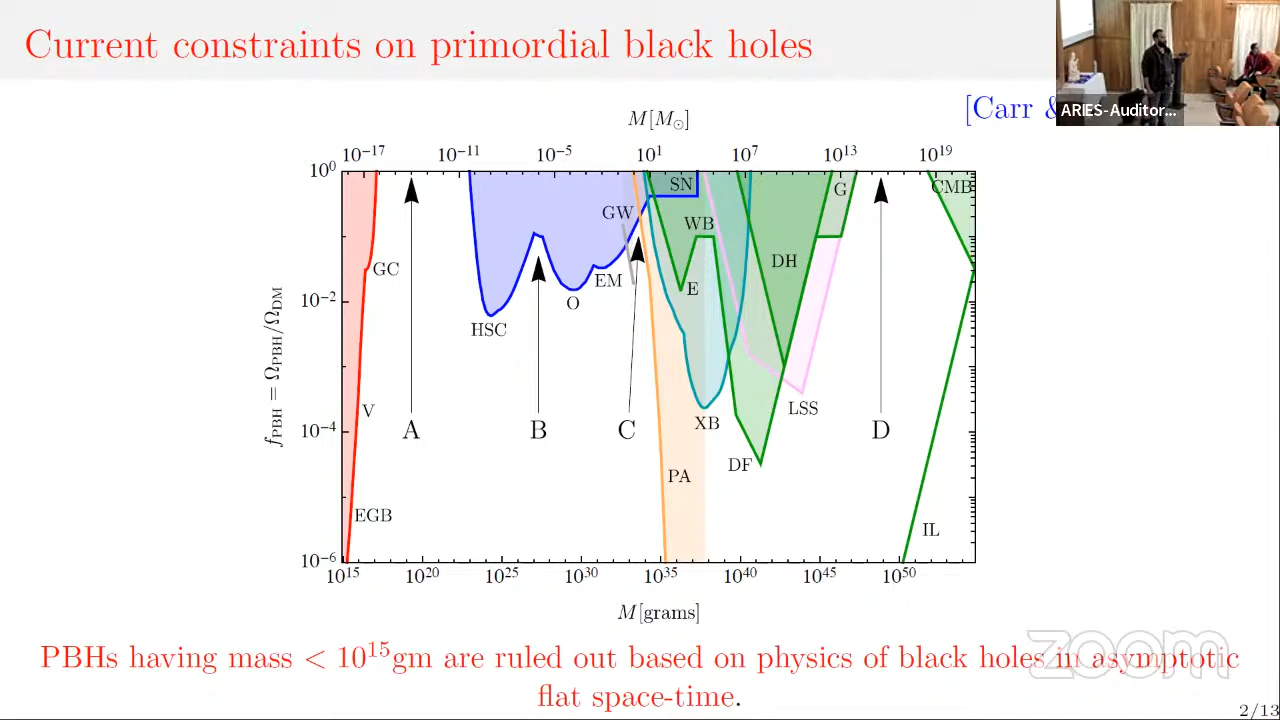 Current constraints on primordial black holes
ARIES-Auditor...
[Carr &
M[M☉]
10⁻¹⁷ 10⁻¹¹ 10⁻⁵ 10¹ 10⁷ 10¹³ 10¹⁹
10⁰
SN G CMB
GW WB
GC DH
10⁻²
EM E
O
HSC
f_PBH = Ω_PBH/Ω_DM
V LSS
XB
10⁻⁴
A B C D
DF
PA
EGB IL
10⁻⁶
10¹⁵ 10²⁰ 10²⁵ 10³⁰ 10³⁵ 10⁴⁰ 10⁴⁵ 10⁵⁰
M[grams]
PBHs having mass < 10¹⁵gm are ruled out based on physics of black holes in asymptotic
flat space-time.
zoom
2/13